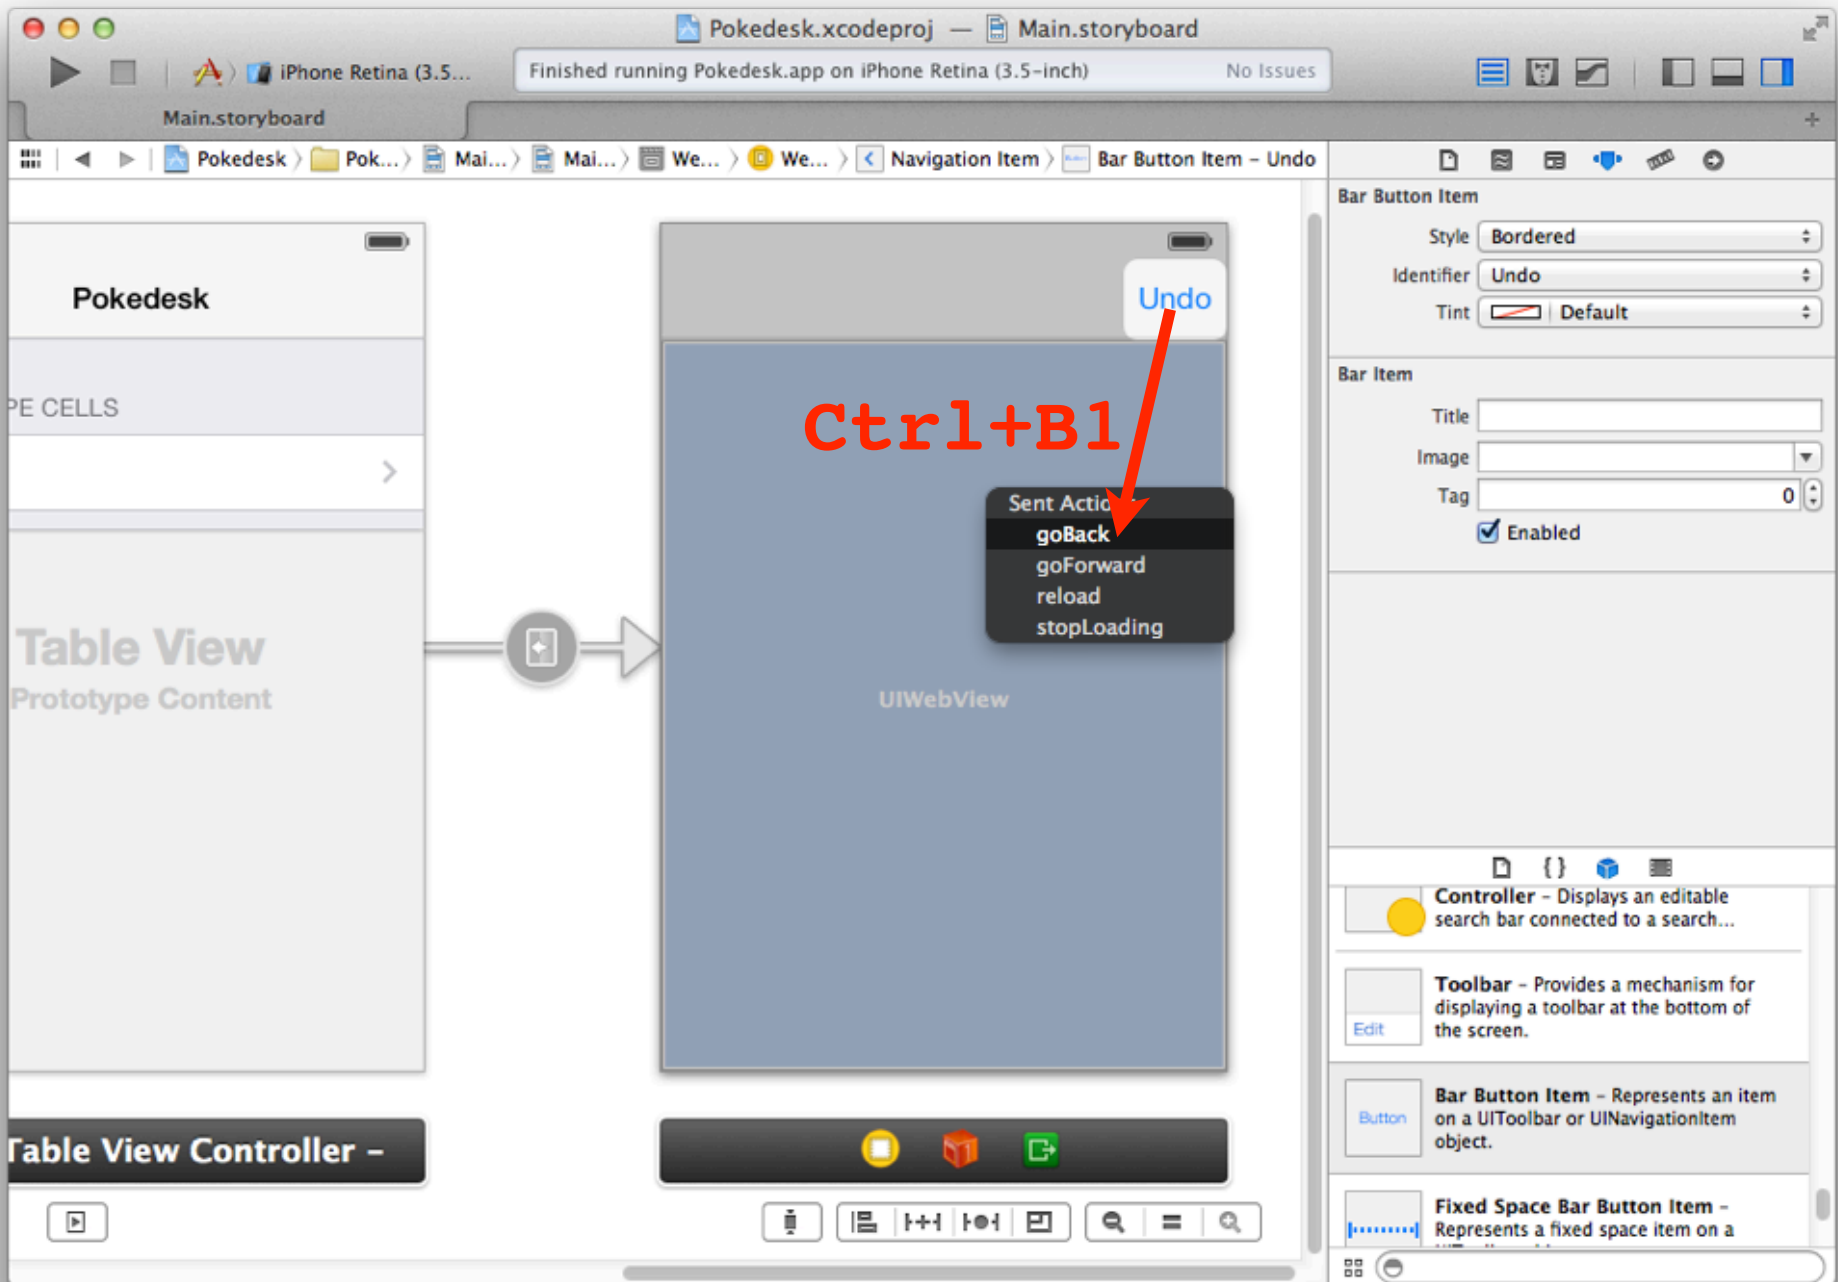 Pokedesk.xcodeproj — Main.storyboard
iPhone Retina (3.5...
Finished running Pokedesk.app on iPhone Retina (3.5-inch)
No Issues
Main.storyboard
Pokedesk
Pok...
Mai...
Mai...
We...
We...
Navigation Item
Bar Button Item – Undo
Pokedesk
PE CELLS
Table View
Prototype Content
Table View Controller –
Undo
Ctrl+B1
goBack
goForward
reload
stopLoading
UIWebView
Bar Button Item
Style Bordered
Identifier Undo
Tint Default
Bar Item
Title
Image
Tag 0
Enabled
{ }
Controller – Displays an editable
search bar connected to a search...
Edit
Toolbar – Provides a mechanism for
displaying a toolbar at the bottom of
the screen.
Button
Bar Button Item – Represents an item
on a UIToolbar or UINavigationItem
object.
Fixed Space Bar Button Item –
Represents a fixed space item on a